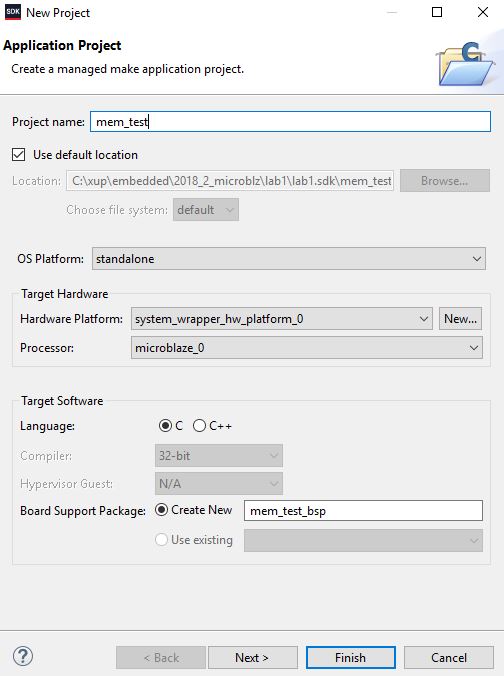 SDK New Project
Application Project
Create a managed make application project.
C
Project name: mem_test
Use default location
Location: C:\xup\embedded\2018_2_microblz\lab1\lab1.sdk\mem_test Browse...
Choose file system: default
OS Platform: standalone
Target Hardware
Hardware Platform: system_wrapper_hw_platform_0 New...
Processor: microblaze_0
Target Software
Language: C C++
Compiler: 32-bit
Hypervisor Guest: N/A
Board Support Package: Create New mem_test_bsp
Use existing
? < Back Next > Finish Cancel